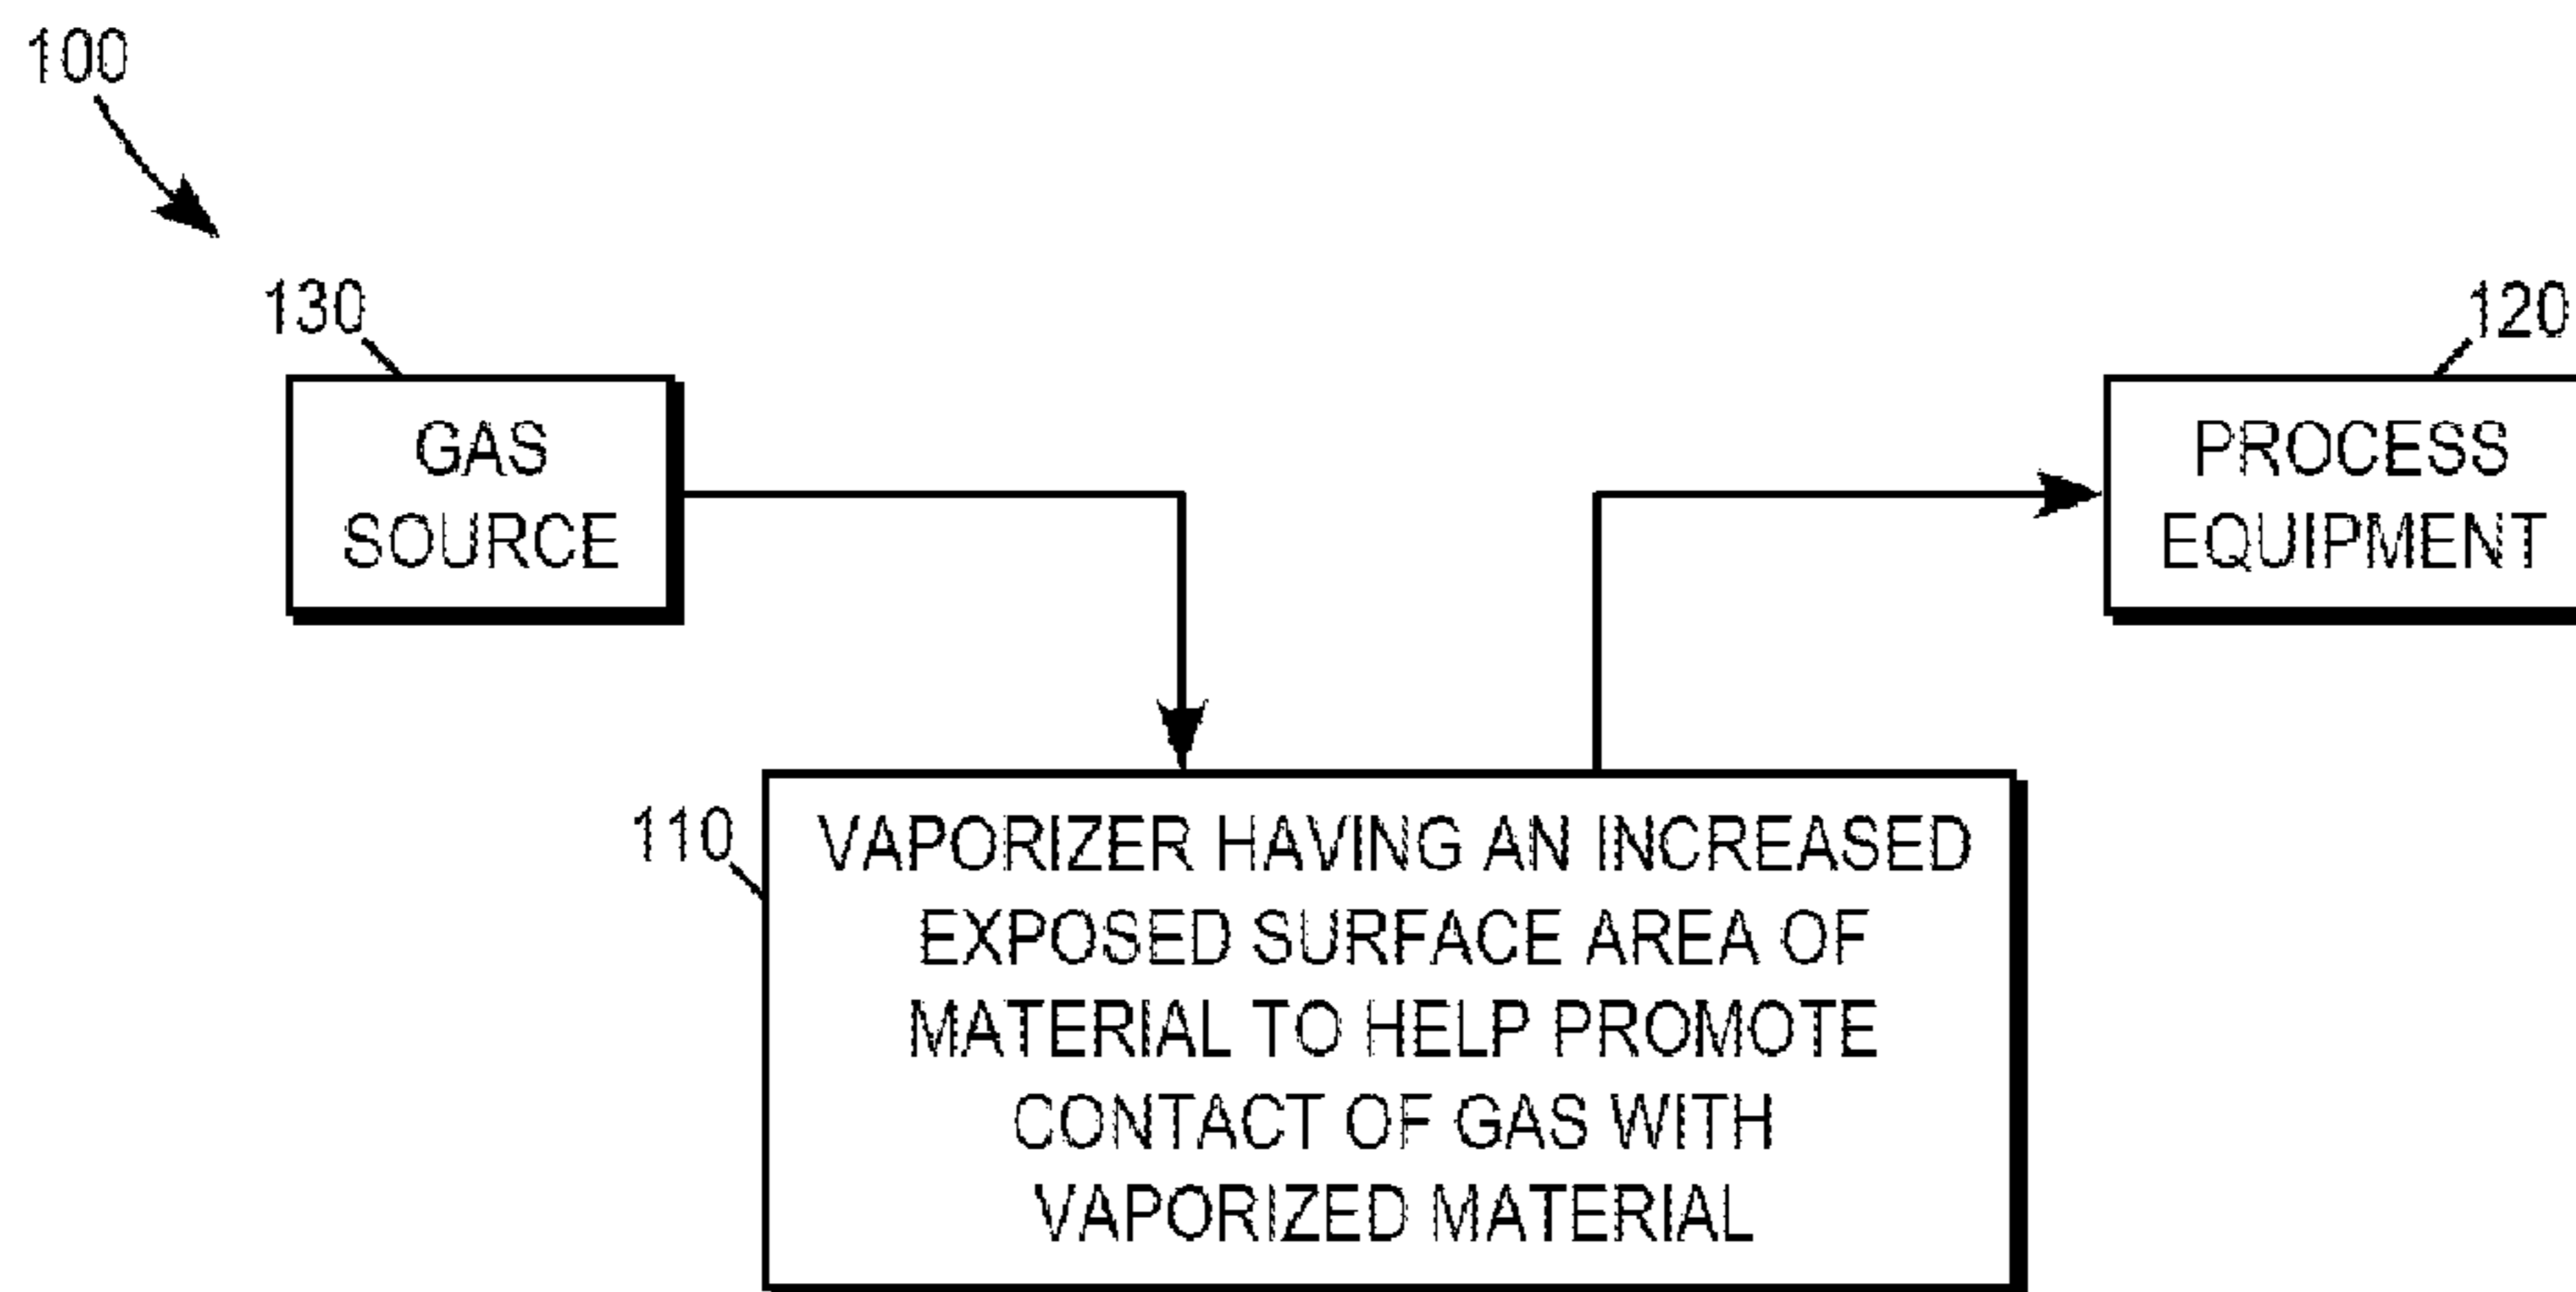 100
130
GAS
SOURCE
120
PROCESS
EQUIPMENT
110
VAPORIZER HAVING AN INCREASED
EXPOSED SURFACE AREA OF
MATERIAL TO HELP PROMOTE
CONTACT OF GAS WITH
VAPORIZED MATERIAL